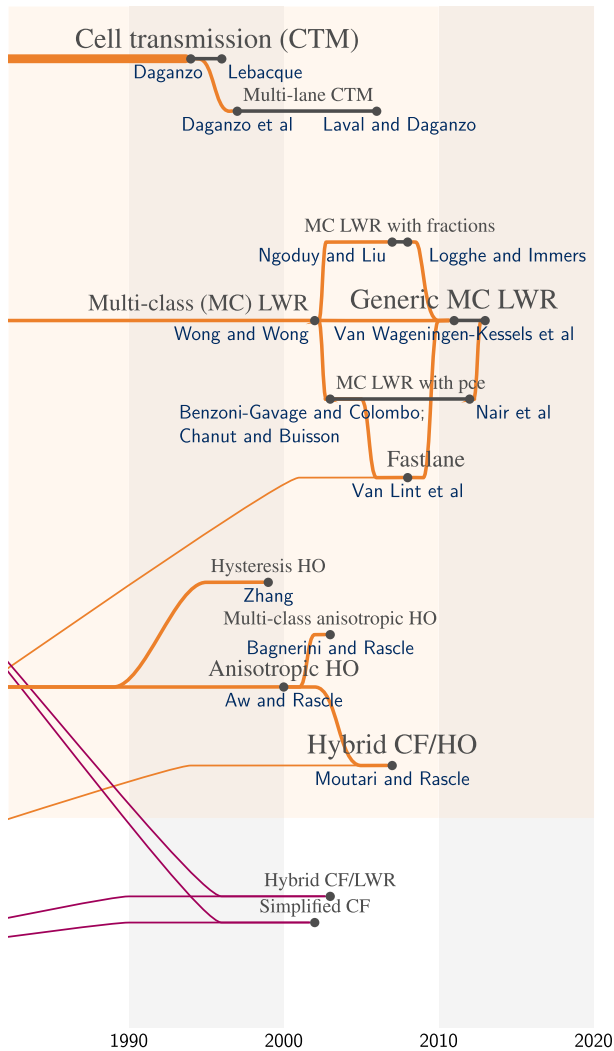 Cell transmission (CTM)
Daganzo
Lebacque
Multi-lane CTM
Daganzo et al
Laval and Daganzo
MC LWR with fractions
Ngoduy and Liu
Logghe and Immers
Multi-class (MC) LWR
Generic MC LWR
Wong and Wong
Van Wageningen-Kessels et al
MC LWR with pce
Benzoni-Gavage and Colombo;
Nair et al
Chanut and Buisson
Fastlane
Van Lint et al
Hysteresis HO
Zhang
Multi-class anisotropic HO
Bagnerini and Rascle
Anisotropic HO
Aw and Rascle
Hybrid CF/HO
Moutari and Rascle
Hybrid CF/LWR
Simplified CF
1990 2000 2010 2020